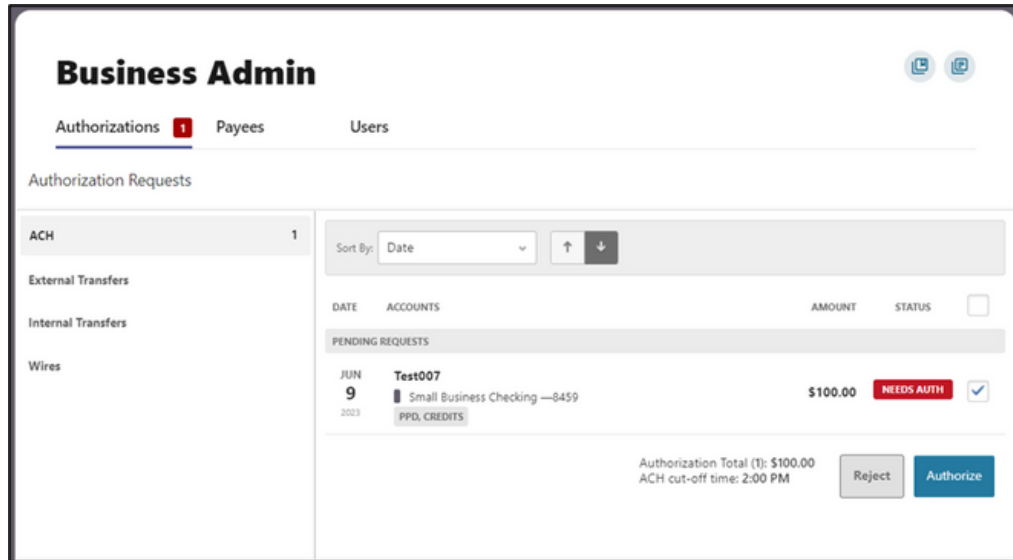 Business Admin
Authorizations 1 Payees Users
Authorization Requests
ACH 1
External Transfers
Internal Transfers
Wires
Sort By: Date
DATE ACCOUNTS AMOUNT STATUS
PENDING REQUESTS
JUN
9
2023
Test007
Small Business Checking —8459
PPD, CREDITS
$100.00 NEEDS AUTH
Authorization Total (1): $100.00
ACH cut-off time: 2:00 PM
Reject Authorize